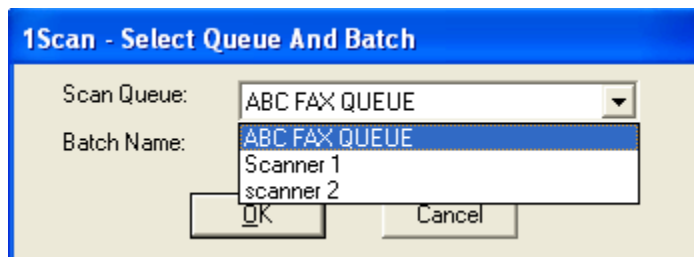 1Scan - Select Queue And Batch
Scan Queue: ABC FAX QUEUE
Batch Name: ABC FAX QUEUE
Scanner 1
scanner 2
OK Cancel